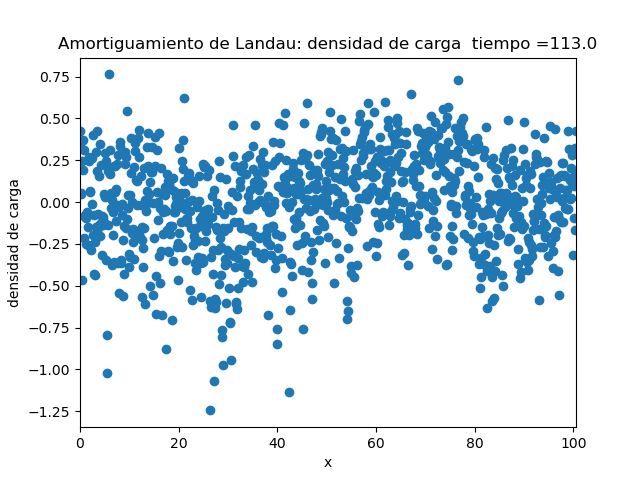 Amortiguamiento de Landau: densidad de carga  tiempo =113.0
densidad de carga
0.75
0.50
0.25
0.00
−0.25
−0.50
−0.75
−1.00
−1.25
0 20 40 60 80 100
x